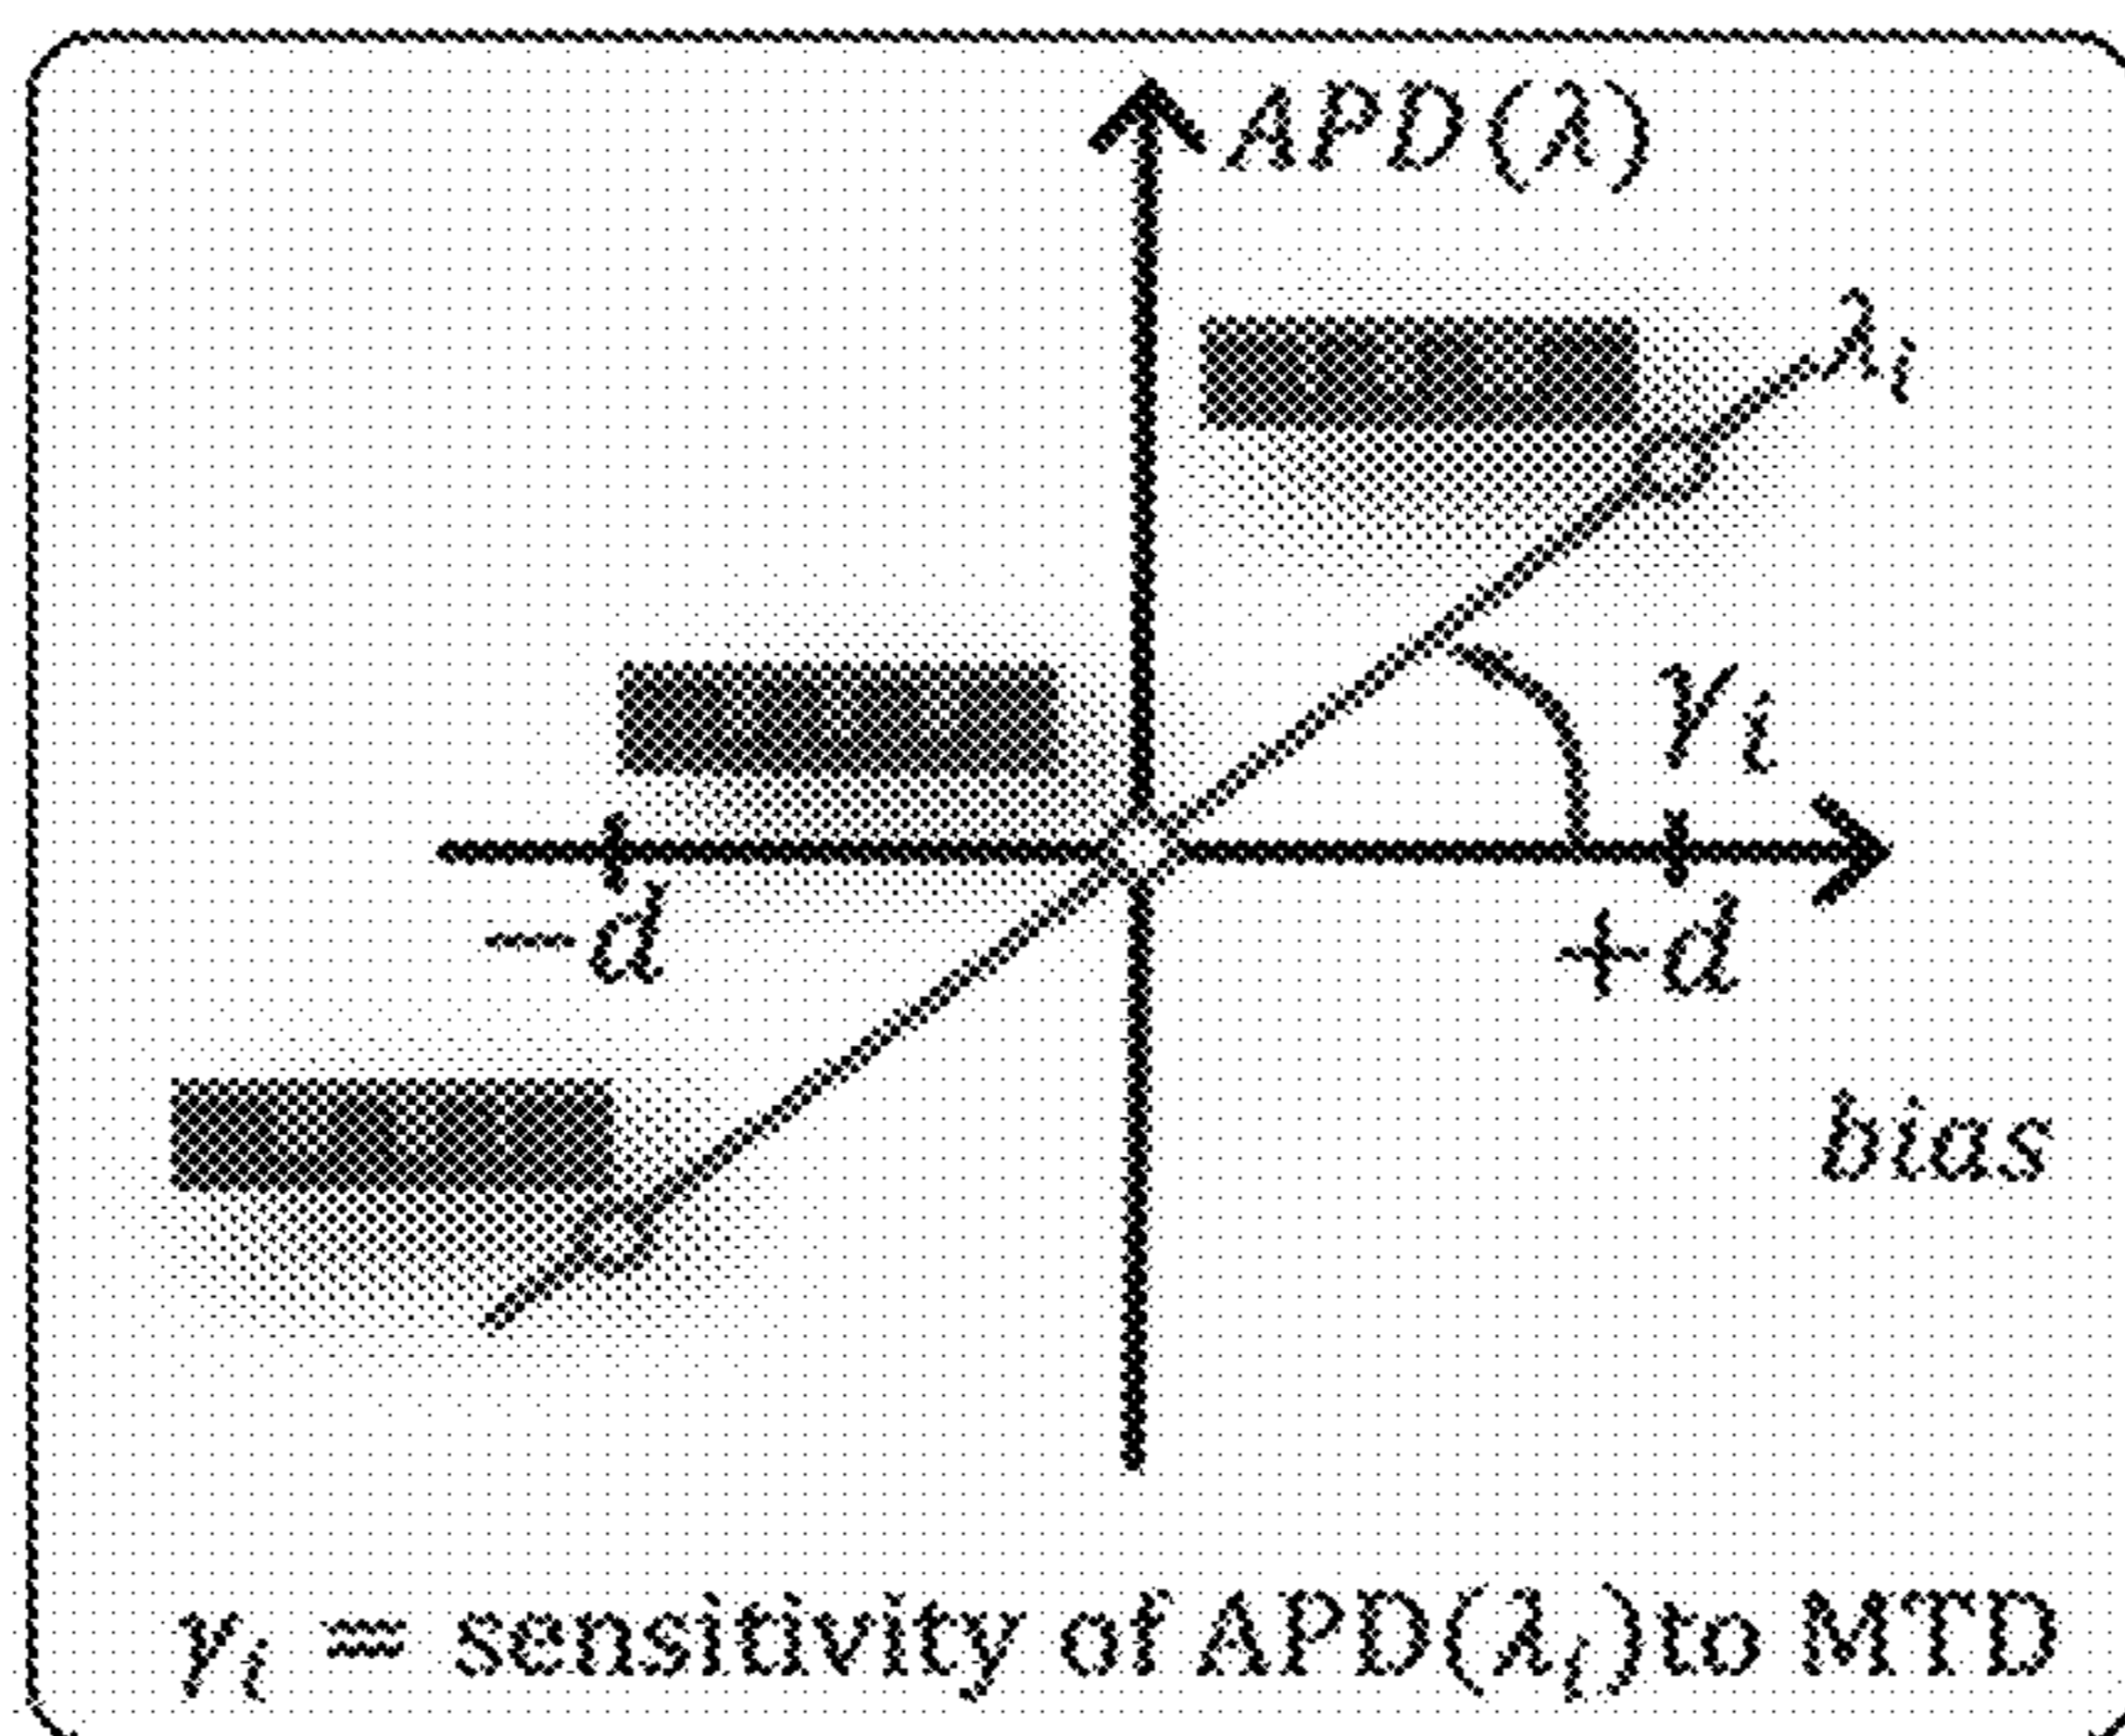 APD(λ)
λi
γi
−d
+d
bias
γi = sensitivity of APD(λi)to MTD